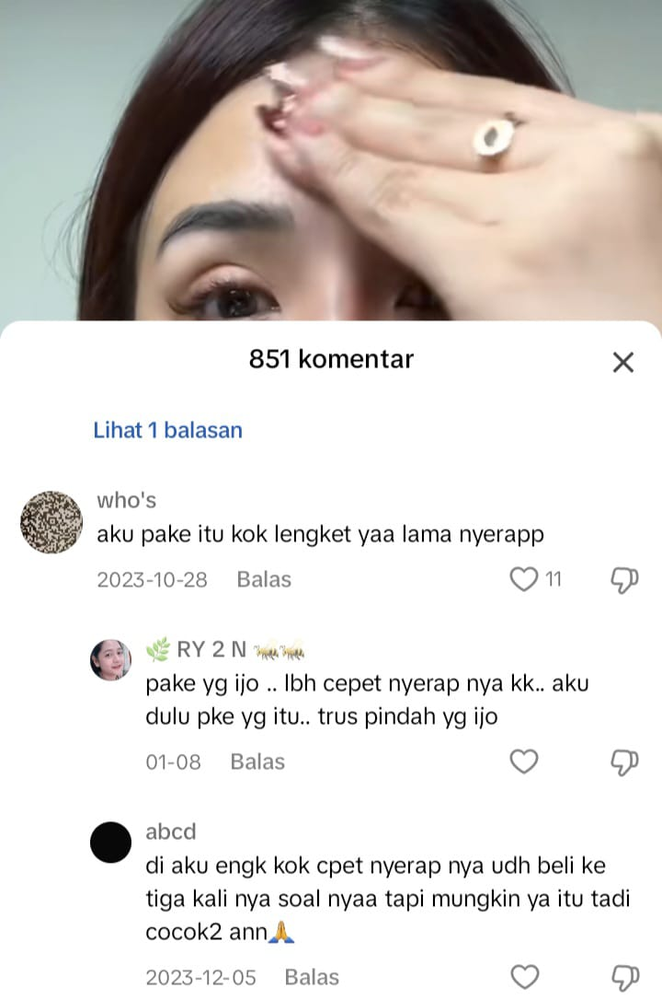 851 komentar
Lihat 1 balasan
who's
aku pake itu kok lengket yaa lama nyerapp
2023-10-28 Balas 11
🌿 RY 2 N 🐝🐝
pake yg ijo .. lbh cepet nyerap nya kk.. aku
dulu pke yg itu.. trus pindah yg ijo
01-08 Balas
abcd
di aku engk kok cpet nyerap nya udh beli ke
tiga kali nya soal nyaa tapi mungkin ya itu tadi
cocok2 ann🙏
2023-12-05 Balas